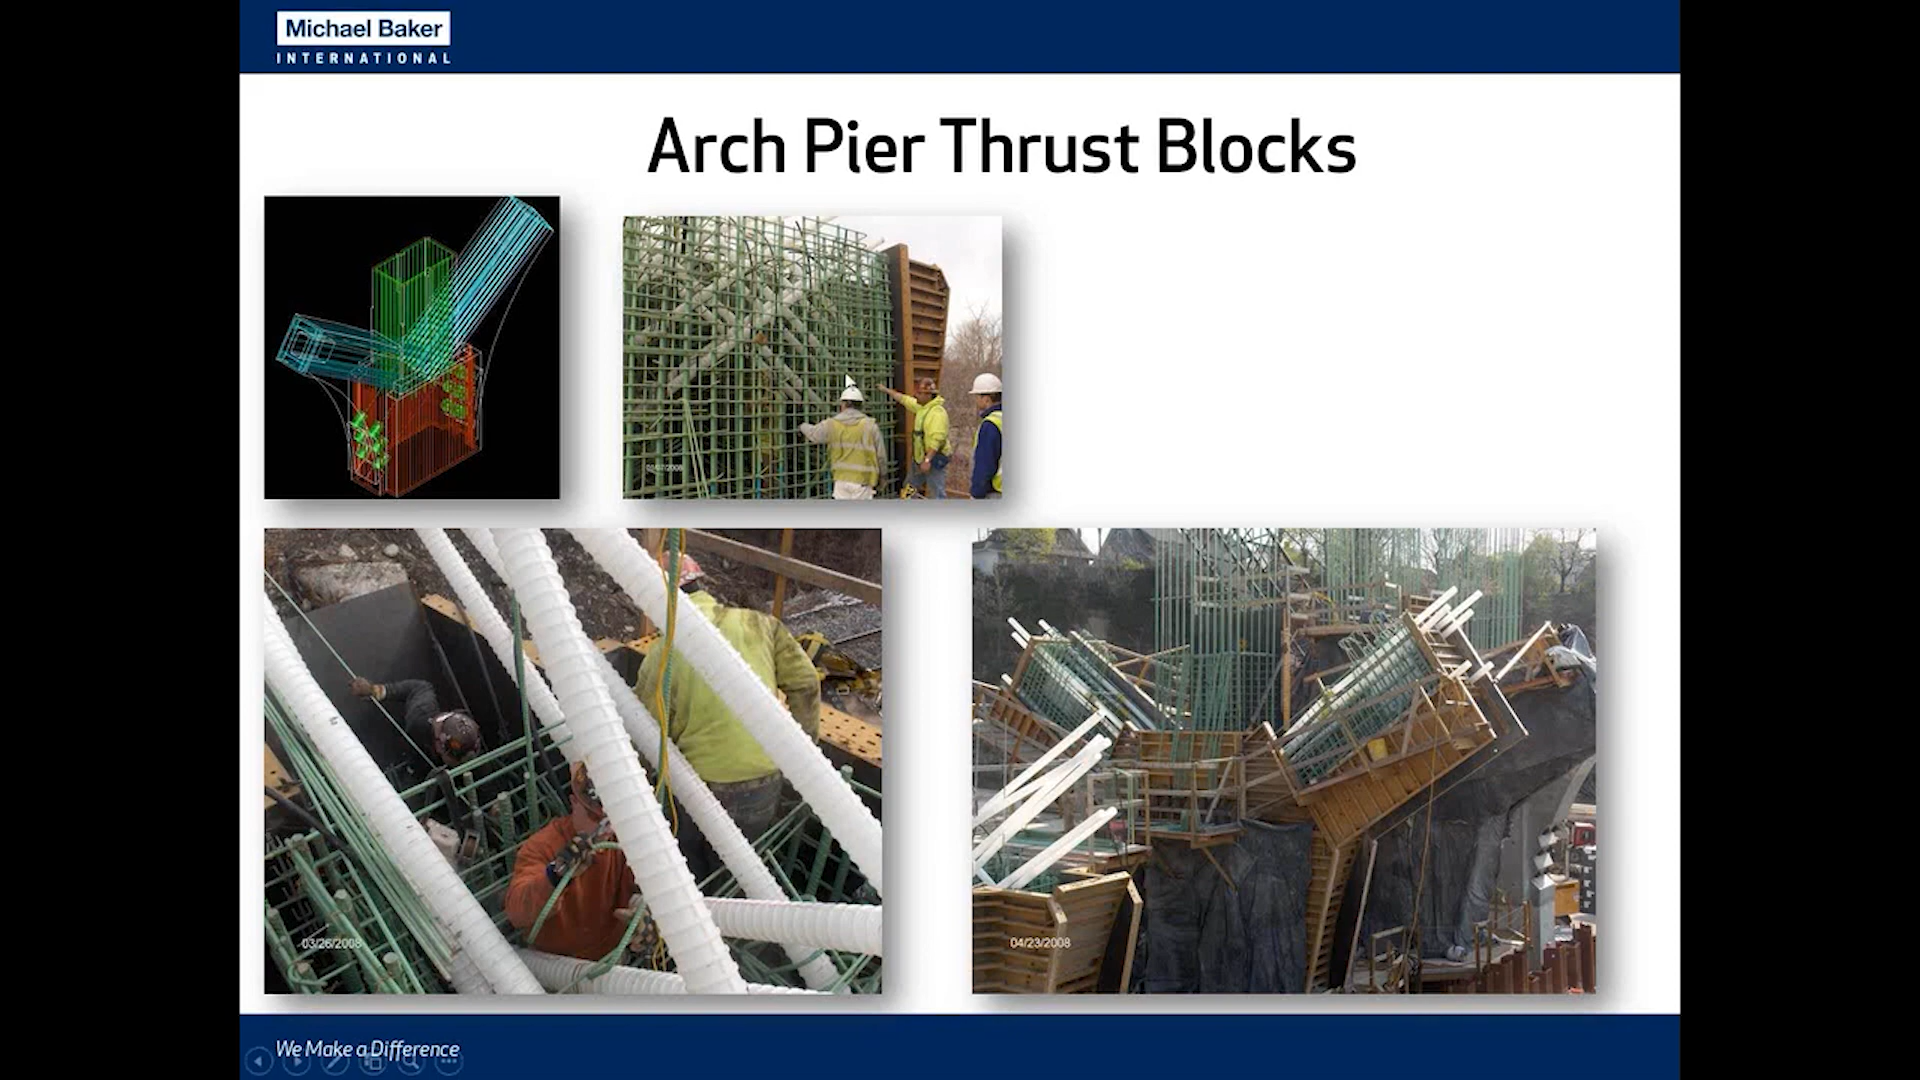 Michael Baker
INTERNATIONAL
Arch Pier Thrust Blocks
03/26/2008
04/23/2008
We Make a Difference